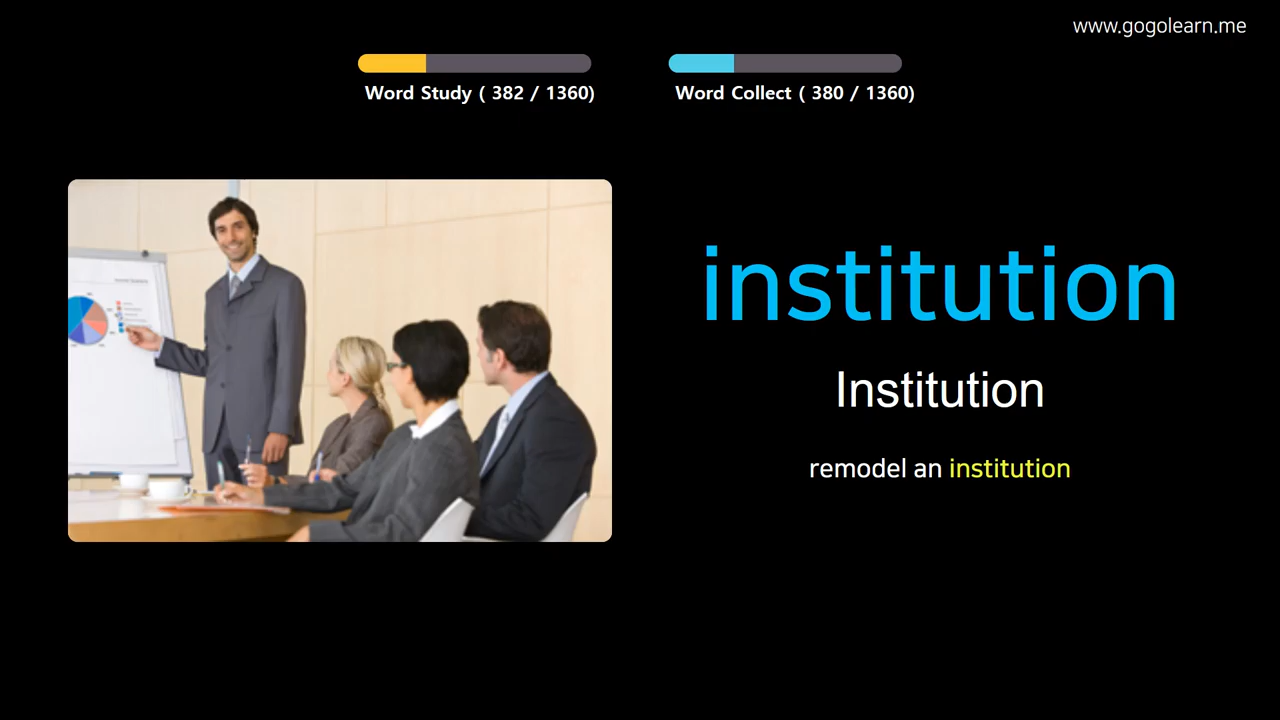 www.gogolearn.me
Word Study ( 382 / 1360)
Word Collect ( 380 / 1360)
institution
Institution
remodel an institution